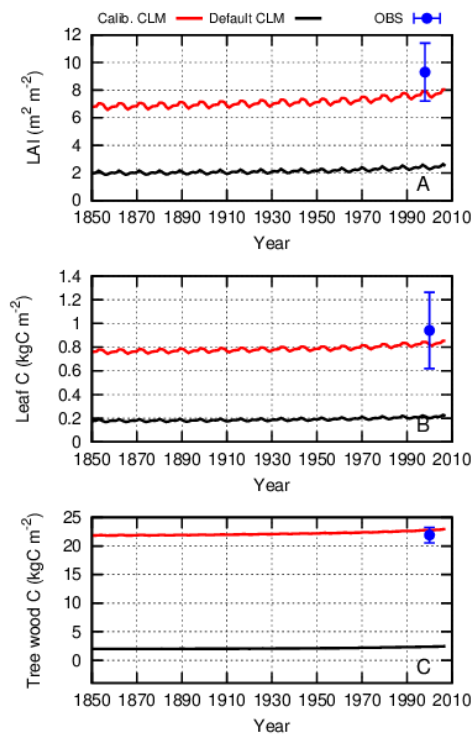 Calib. CLM Default CLM OBS
12
10
8
6
4
2
0
LAI (m² m⁻²)
A
1850 1870 1890 1910 1930 1950 1970 1990 2010
Year
1.4
1.2
1
0.8
0.6
0.4
0.2
0
Leaf C (kgC m⁻²)
B
1850 1870 1890 1910 1930 1950 1970 1990 2010
Year
25
20
15
10
5
0
Tree wood C (kgC m⁻²)
C
1850 1870 1890 1910 1930 1950 1970 1990 2010
Year